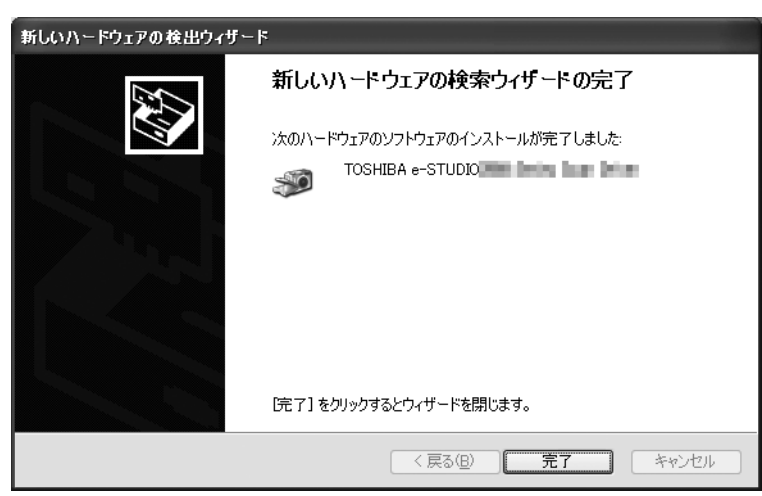 新しいハードウェアの検出ウィザード
新しいハードウェアの検索ウィザードの完了
次のハードウェアのソフトウェアのインストールが完了しました:
TOSHIBA e-STUDIO
[完了] をクリックするとウィザードを閉じます。
< 戻る(B)
完了
キャンセル